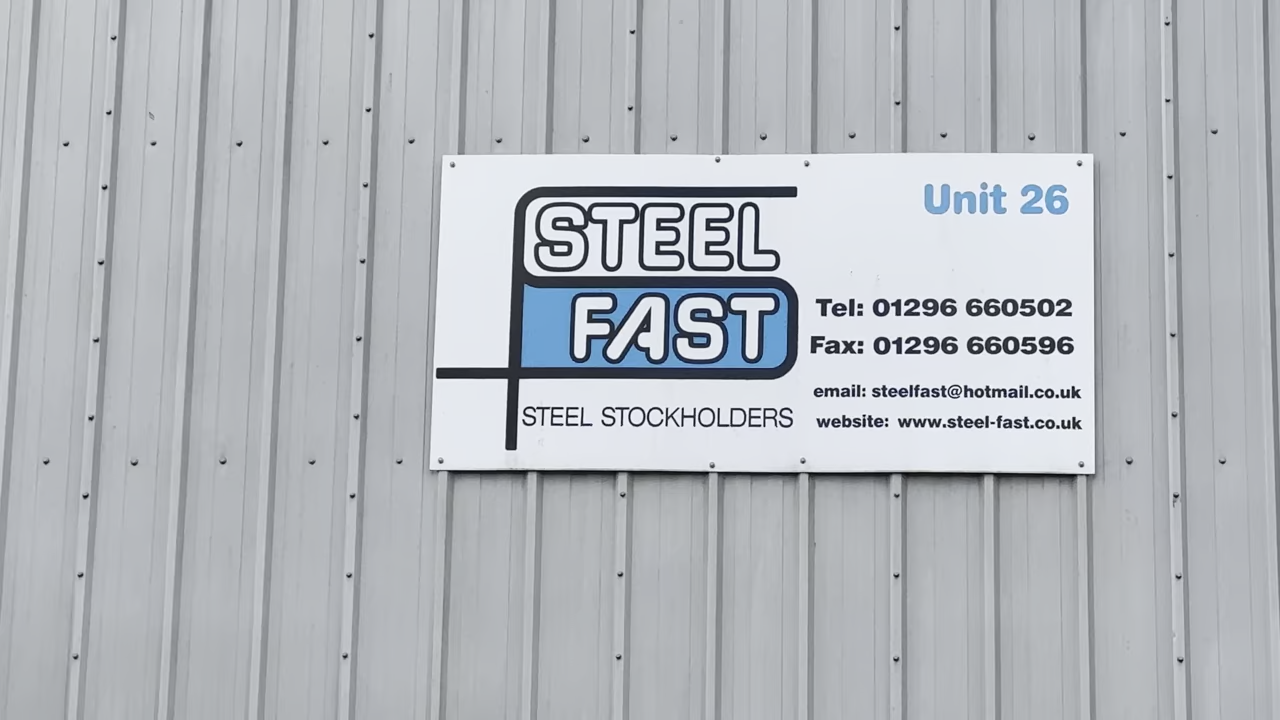 STEEL
FAST
STEEL STOCKHOLDERS
Unit 26
Tel: 01296 660502
Fax: 01296 660596
email: steelfast@hotmail.co.uk
website: www.steel-fast.co.uk